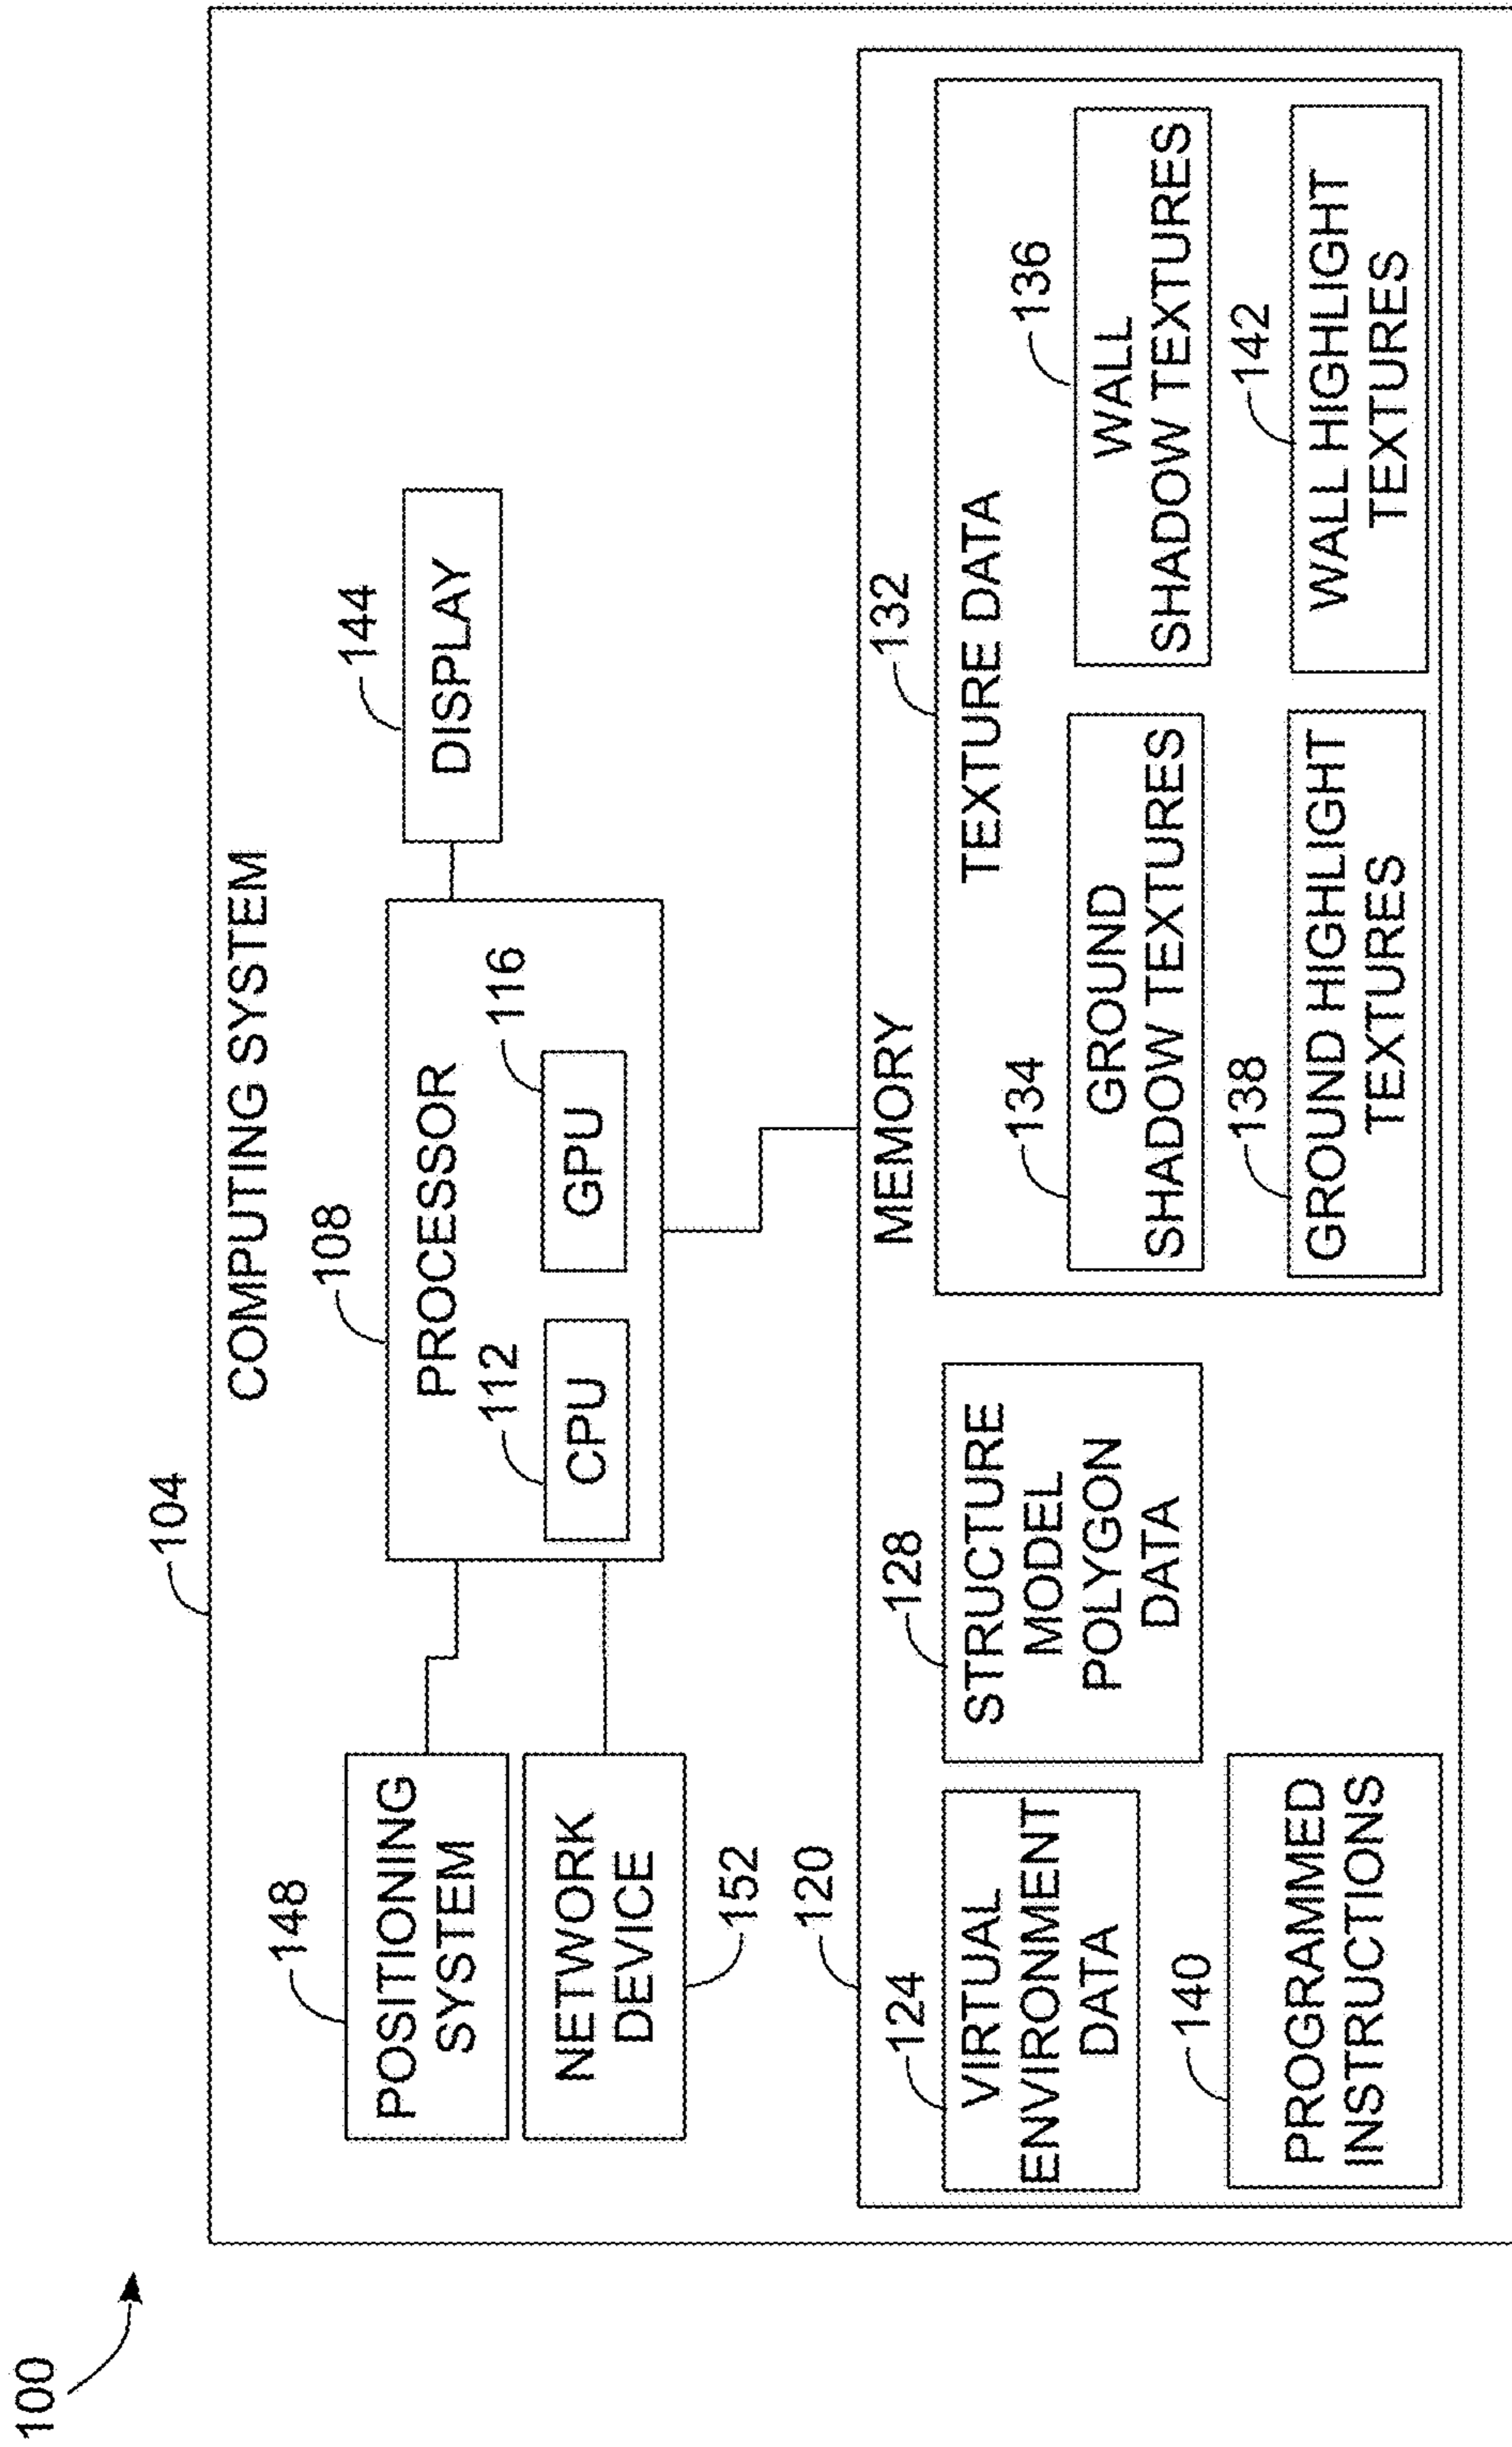 100
104
COMPUTING SYSTEM
148
POSITIONING
SYSTEM
NETWORK
DEVICE
152
108
PROCESSOR
112
CPU
116
GPU
144
DISPLAY
120
MEMORY
124
VIRTUAL
ENVIRONMENT
DATA
128
STRUCTURE
MODEL
POLYGON
DATA
140
PROGRAMMED
INSTRUCTIONS
132
TEXTURE DATA
134
GROUND
SHADOW TEXTURES
136
WALL
SHADOW TEXTURES
138
GROUND HIGHLIGHT
TEXTURES
142
WALL HIGHLIGHT
TEXTURES